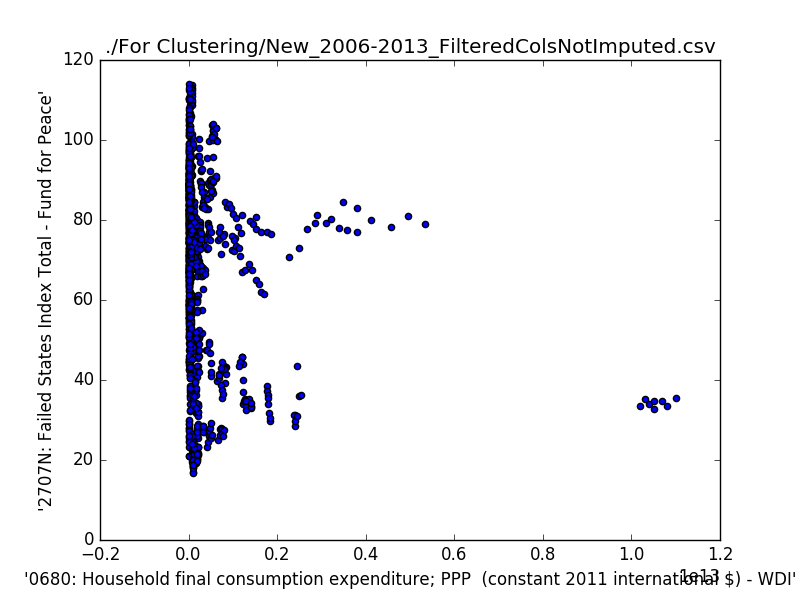 ./For Clustering/New_2006-2013_FilteredColsNotImputed.csv
120
100
80
60
40
20
0
'2707N: Failed States Index Total - Fund for Peace'
−0.2 0.0 0.2 0.4 0.6 0.8 1.0 1.2
1e13
'0680: Household final consumption expenditure; PPP (constant 2011 international $) - WDI'